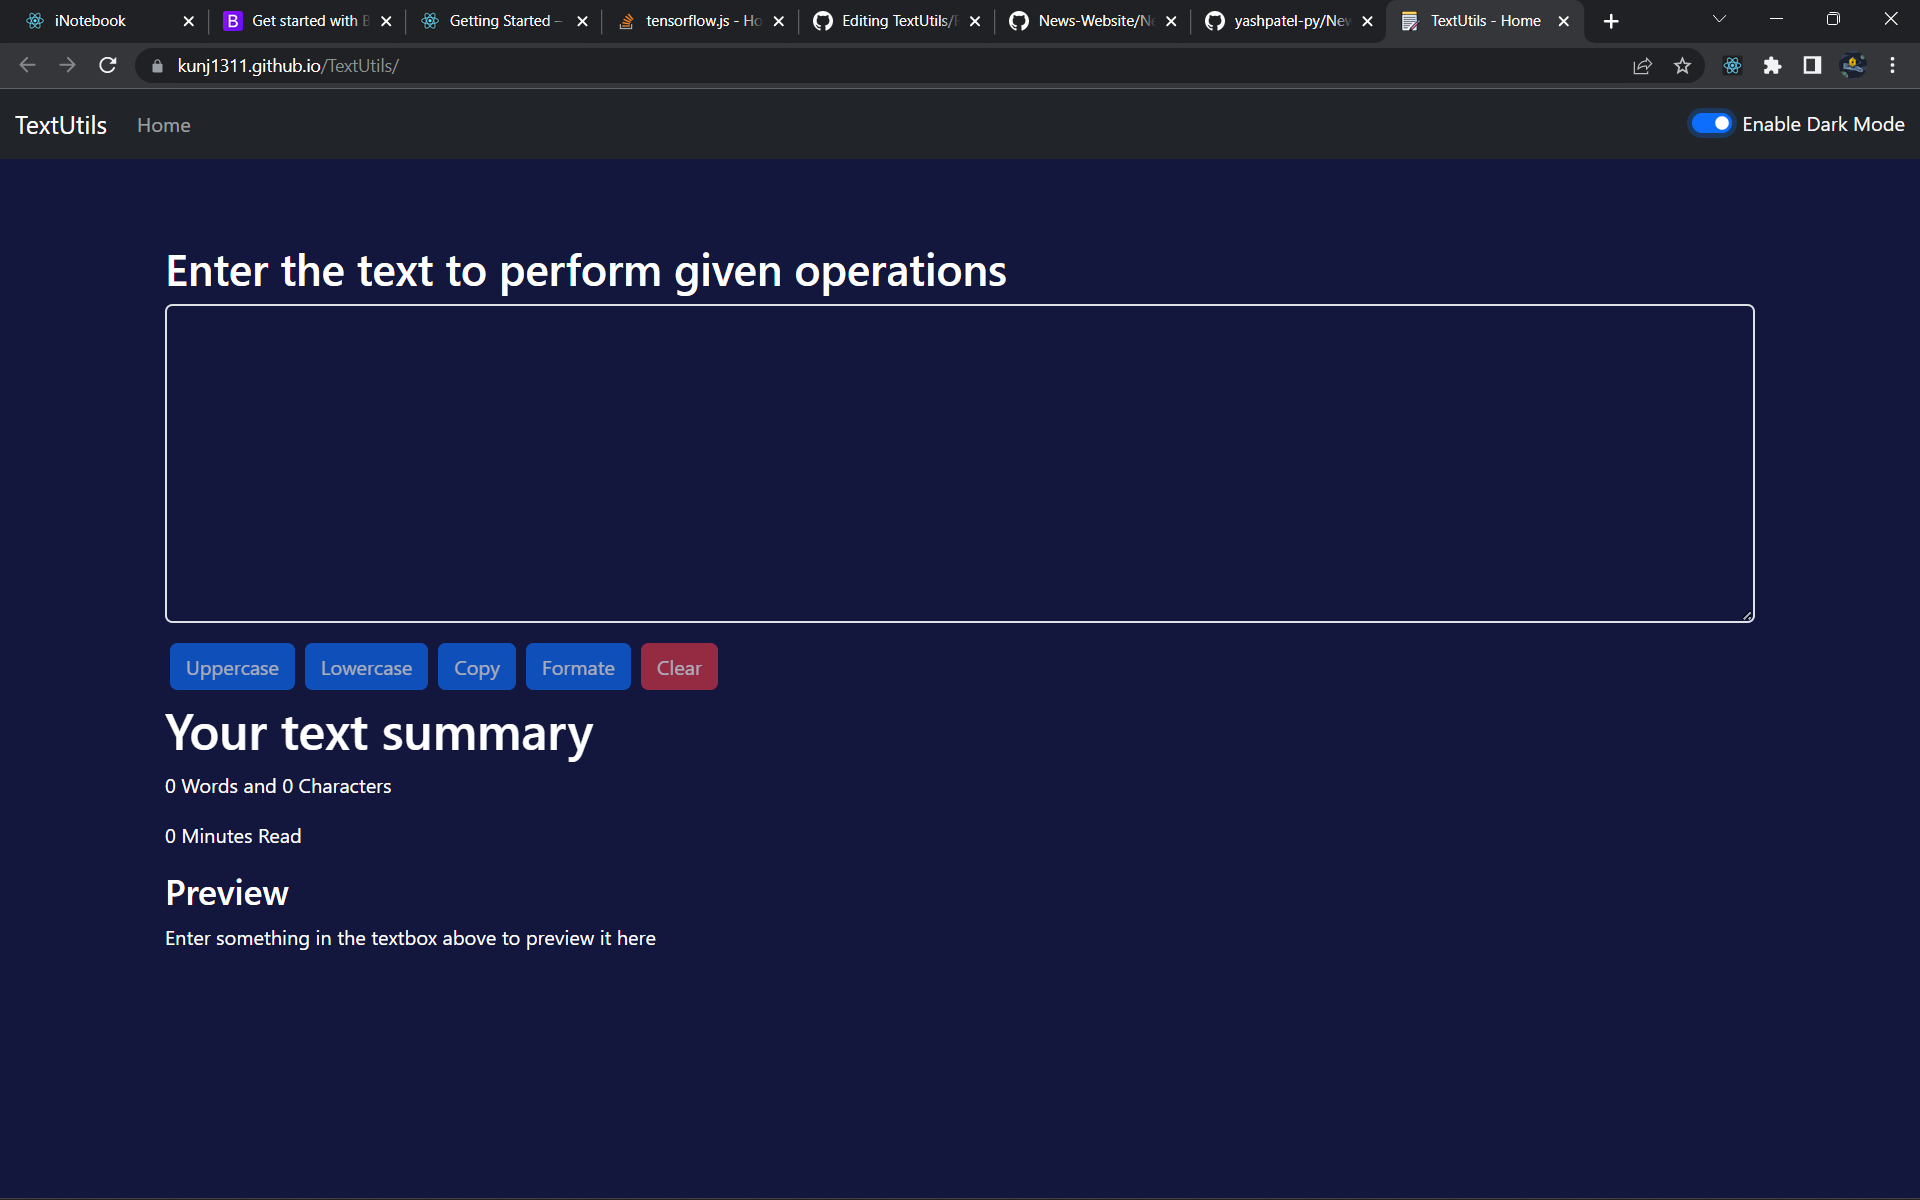 iNotebook
Get started with
Getting Started –
tensorflow.js - Ho
Editing TextUtils/
News-Website/Ne
yashpatel-py/Nev
TextUtils - Home
kunj1311.github.io/TextUtils/
TextUtils
Home
Enable Dark Mode
Enter the text to perform given operations
Uppercase
Lowercase
Copy
Formate
Clear
Your text summary
0 Words and 0 Characters
0 Minutes Read
Preview
Enter something in the textbox above to preview it here